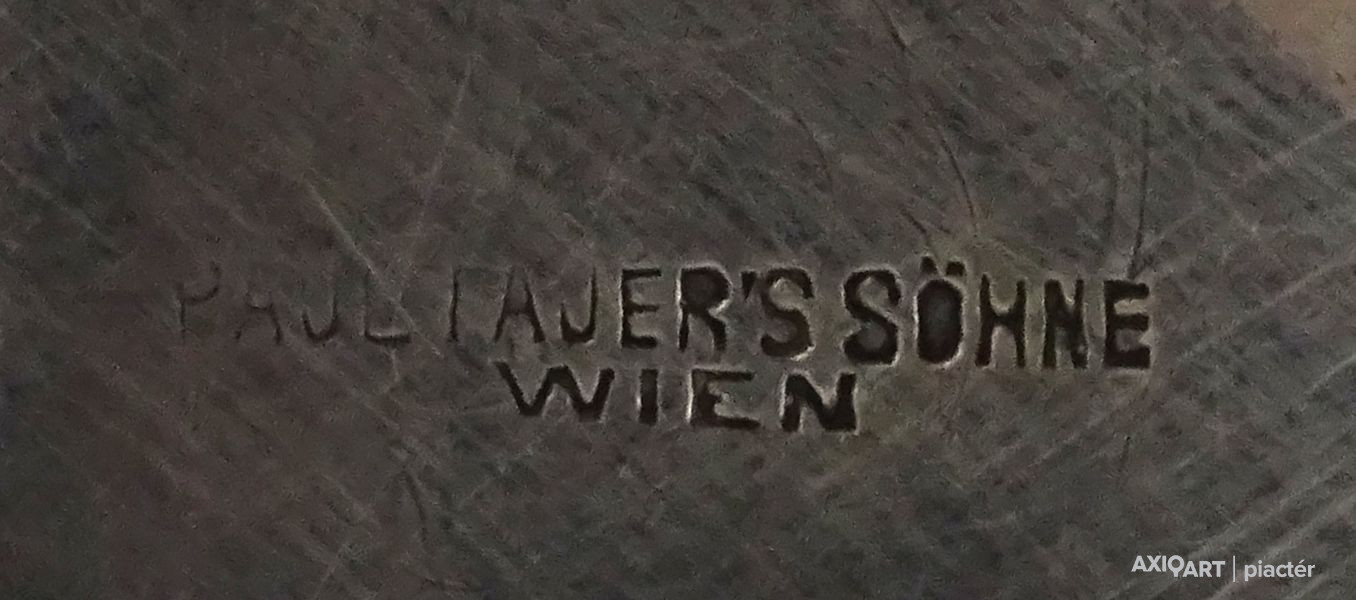 PAUL TAJER'S SÖHNE
WIEN
AXIOART | piactér